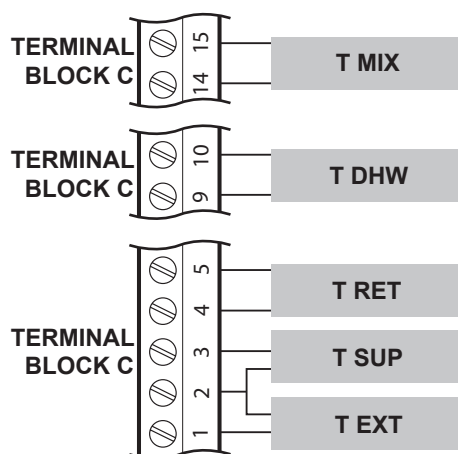 TERMINAL
BLOCK C
15
14
T MIX
TERMINAL
BLOCK C
10
9
T DHW
TERMINAL
BLOCK C
5
4
3
2
1
T RET
T SUP
T EXT